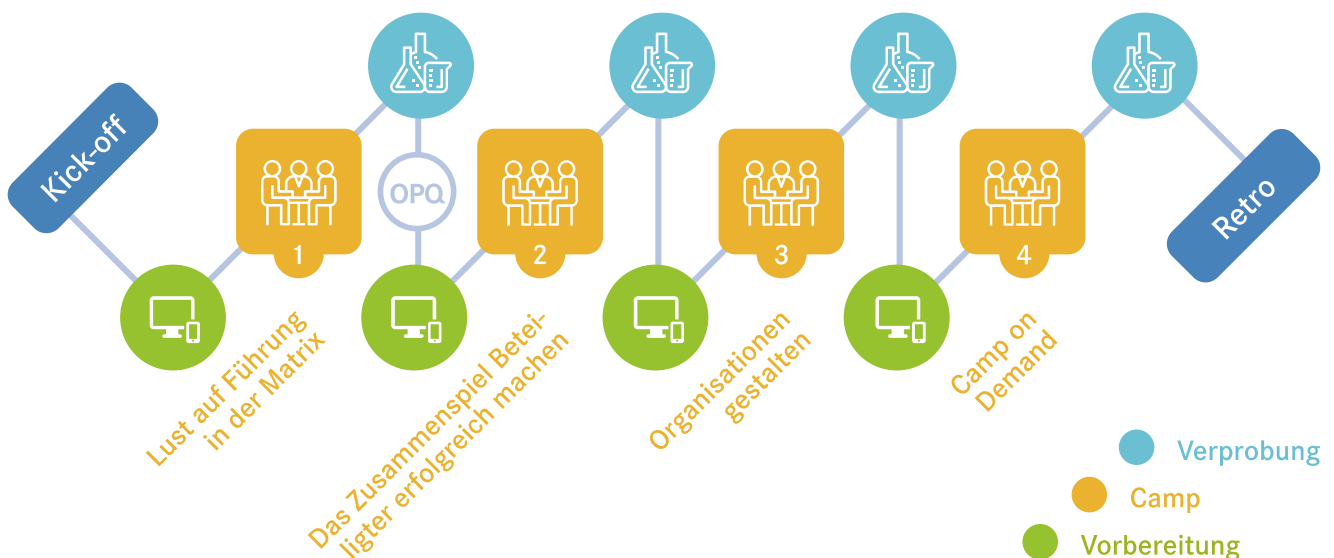 Kick-off
OPQ
1
2
3
4
Retro
Lust auf Führung
in der Matrix
Das Zusammenspiel Betei-
ligter erfolgreich machen
Organisationen
gestalten
Camp on
Demand
Verprobung
Camp
Vorbereitung